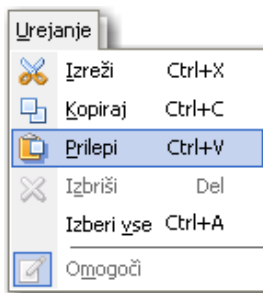 Urejanje
Izreži Ctrl+X
Kopiraj Ctrl+C
Prilepi Ctrl+V
Izbriši Del
Izberi vse Ctrl+A
Omogoči